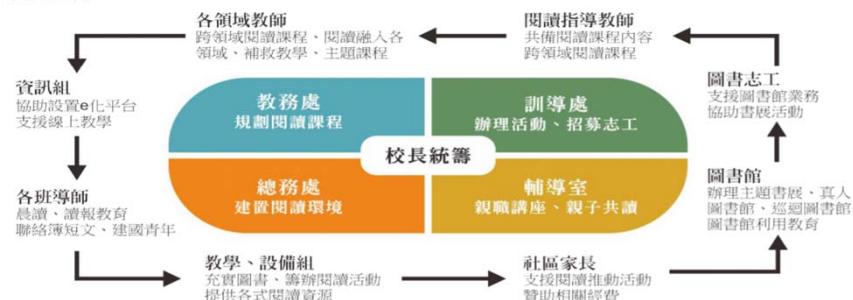 各領域教師
跨領域閱讀課程、閱讀融入各
領域、補救教學、主題課程
閱讀指導教師
共備閱讀課程內容
跨領域閱讀課程
資訊組
協助設置e化平台
支援線上教學
教務處
規劃閱讀課程
訓導處
辦理活動、招募志工
圖書志工
支援圖書館業務
協助書展活動
校長統籌
各班導師
晨讀、讀報教育
聯絡簿短文、建國青年
總務處
建置閱讀環境
輔導室
親職講座、親子共讀
圖書館
辦理主題書展、真人
圖書館、巡迴圖書館
圖書館利用教育
教學、設備組
充實圖書、籌辦閱讀活動
提供各式閱讀資源
社區家長
支援閱讀推動活動
贊助相關經費